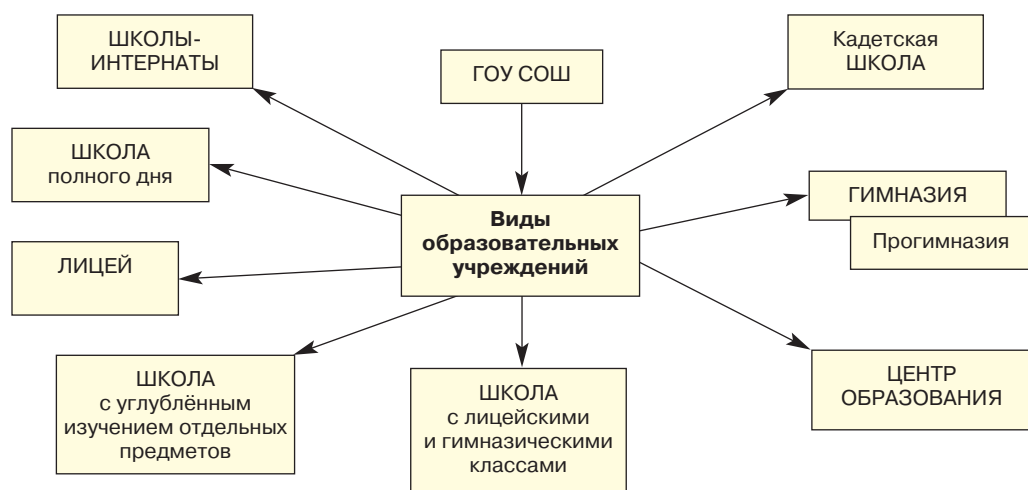 ШКОЛЫ-
ИНТЕРНАТЫ
ГОУ СОШ
Кадетская
ШКОЛА
ШКОЛА
полного дня
Виды
образовательных
учреждений
ГИМНАЗИЯ
Прогимназия
ЛИЦЕЙ
ШКОЛА
с углублённым
изучением отдельных
предметов
ШКОЛА
с лицейскими
и гимназическими
классами
ЦЕНТР
ОБРАЗОВАНИЯ